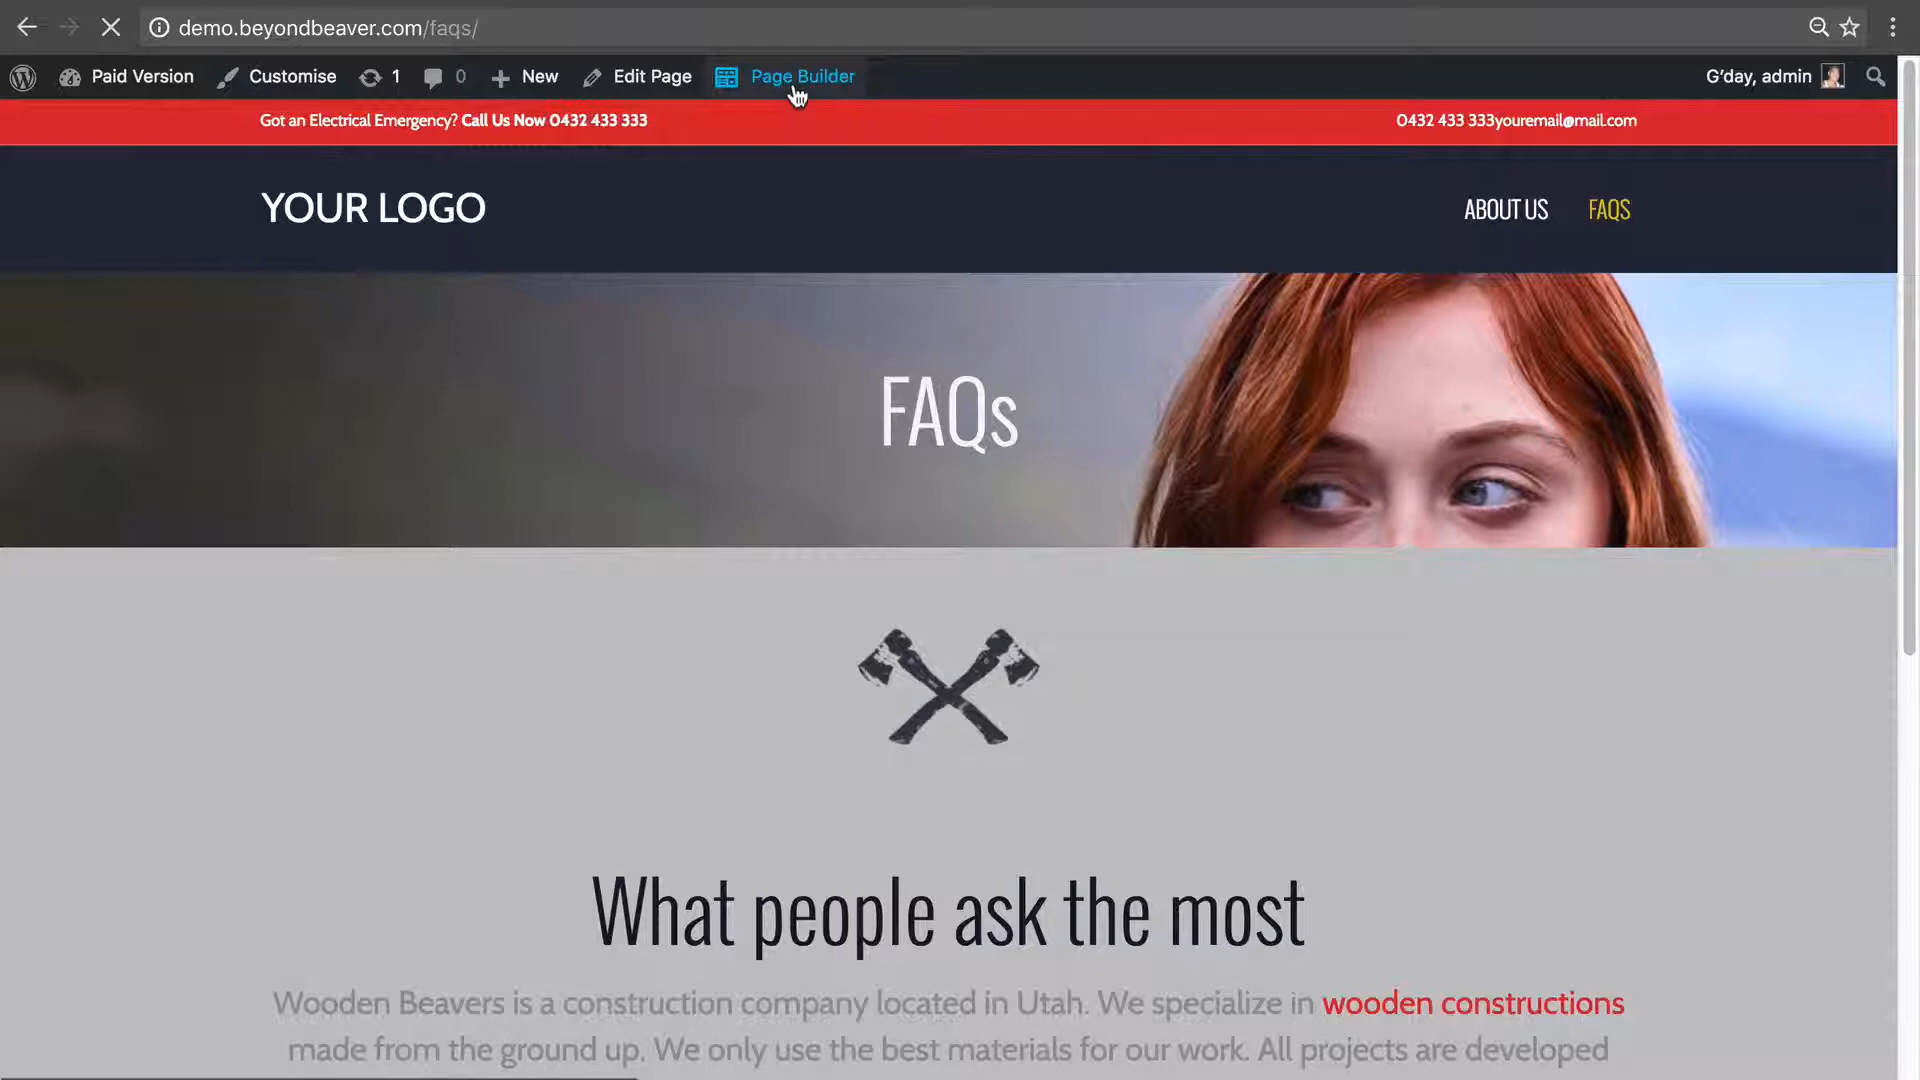 demo.beyondbeaver.com/faqs/
Paid Version Customise 1 0 New Edit Page Page Builder G'day, admin
Got an Electrical Emergency? Call Us Now 0432 433 333 0432 433 333youremail@mail.com
YOUR LOGO ABOUT US FAQS
FAQs
What people ask the most
Wooden Beavers is a construction company located in Utah. We specialize in wooden constructions
made from the ground up. We only use the best materials for our work. All projects are developed